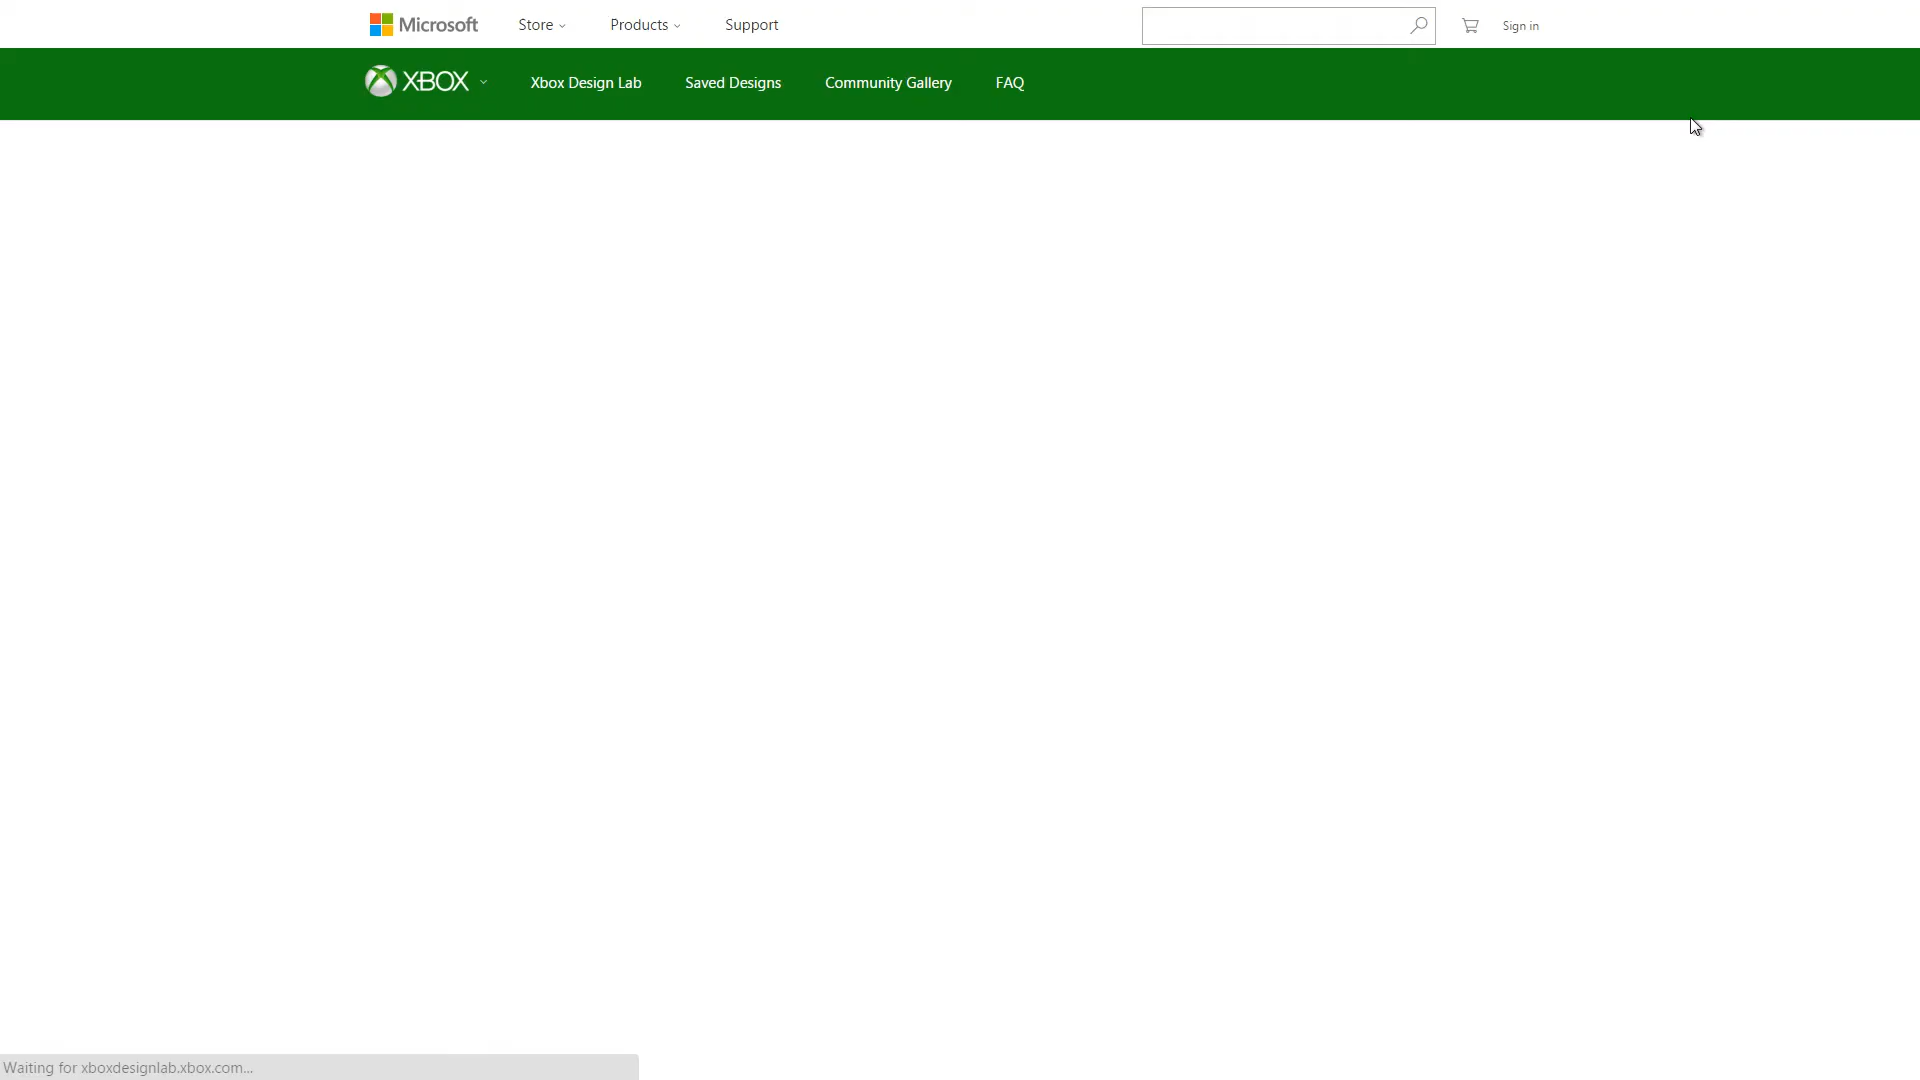 Microsoft
Store
Products
Support
Sign in
XBOX
Xbox Design Lab
Saved Designs
Community Gallery
FAQ
Waiting for xboxdesignlab.xbox.com...